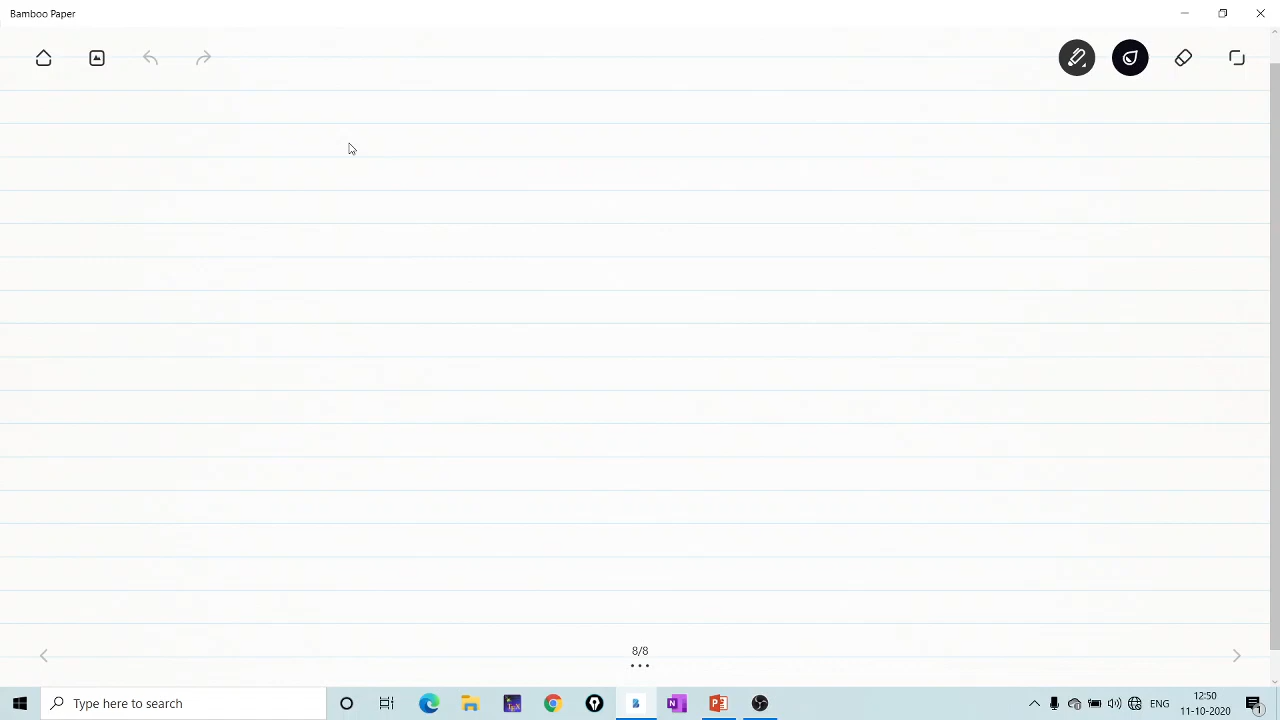 Bamboo Paper
8/8
Type here to search
ENG
12:50
11-10-2020